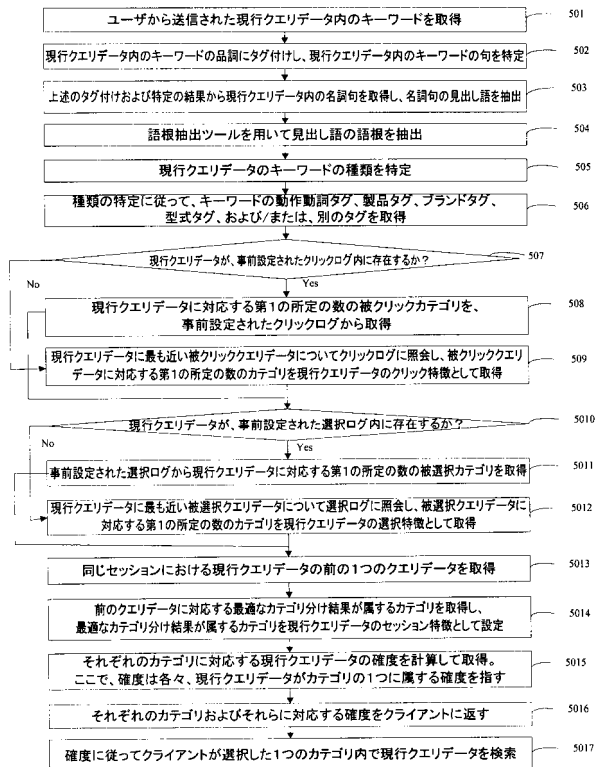 ユーザから送信された現行クエリデータ内のキーワードを取得
501
現行クエリデータ内のキーワードの品詞にタグ付けし、現行クエリデータ内のキーワードの句を特定
502
上述のタグ付けおよび特定の結果から現行クエリデータ内の名詞句を取得し、名詞句の見出し語を抽出
503
語根抽出ツールを用いて見出し語の語根を抽出
504
現行クエリデータのキーワードの種類を特定
505
種類の特定に従って、キーワードの動作動詞タグ、製品タグ、ブランドタグ、
型式タグ、および/または、別のタグを取得
506
現行クエリデータが、事前設定されたクリックログ内に存在するか？
507
No
Yes
現行クエリデータに対応する第1の所定の数の被クリックカテゴリを、
事前設定されたクリックログから取得
508
現行クエリデータに最も近い被クリッククエリデータについてクリックログに照会し、被クリッククエリ
データに対応する第1の所定の数のカテゴリを現行クエリデータのクリック特徴として取得
509
現行クエリデータが、事前設定された選択ログ内に存在するか？
5010
No
Yes
事前設定された選択ログから現行クエリデータに対応する第1の所定の数の被選択カテゴリを取得
5011
現行クエリデータに最も近い被選択クエリデータについて選択ログに照会し、被選択クエリデータに
対応する第1の所定の数のカテゴリを現行クエリデータの選択特徴として取得
5012
同じセッションにおける現行クエリデータの前の1つのクエリデータを取得
5013
前のクエリデータに対応する最適なカテゴリ分け結果が属するカテゴリを取得し、
最適なカテゴリ分け結果が属するカテゴリを現行クエリデータのセッション特徴として設定
5014
それぞれのカテゴリに対応する現行クエリデータの確度を計算して取得。
ここで、確度は各々、現行クエリデータがカテゴリの1つに属する確度を指す
5015
それぞれのカテゴリおよびそれらに対応する確度をクライアントに返す
5016
確度に従ってクライアントが選択した1つのカテゴリ内で現行クエリデータを検索
5017